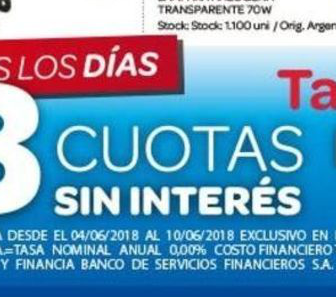 TRANSPARENTE 70W
Stock: Stock: 1.100 uni / Orig. Argen
S LOS DÍAS
Ta
CUOTAS
SIN INTERÉS
A DESDE EL 04/06/2018 AL 10/06/2018 EXCLUSIVO EN
A.=TASA NOMINAL ANUAL 0,00% COSTO FINANCIERO
Y FINANCIA BANCO DE SERVICIOS FINANCIEROS S.A.